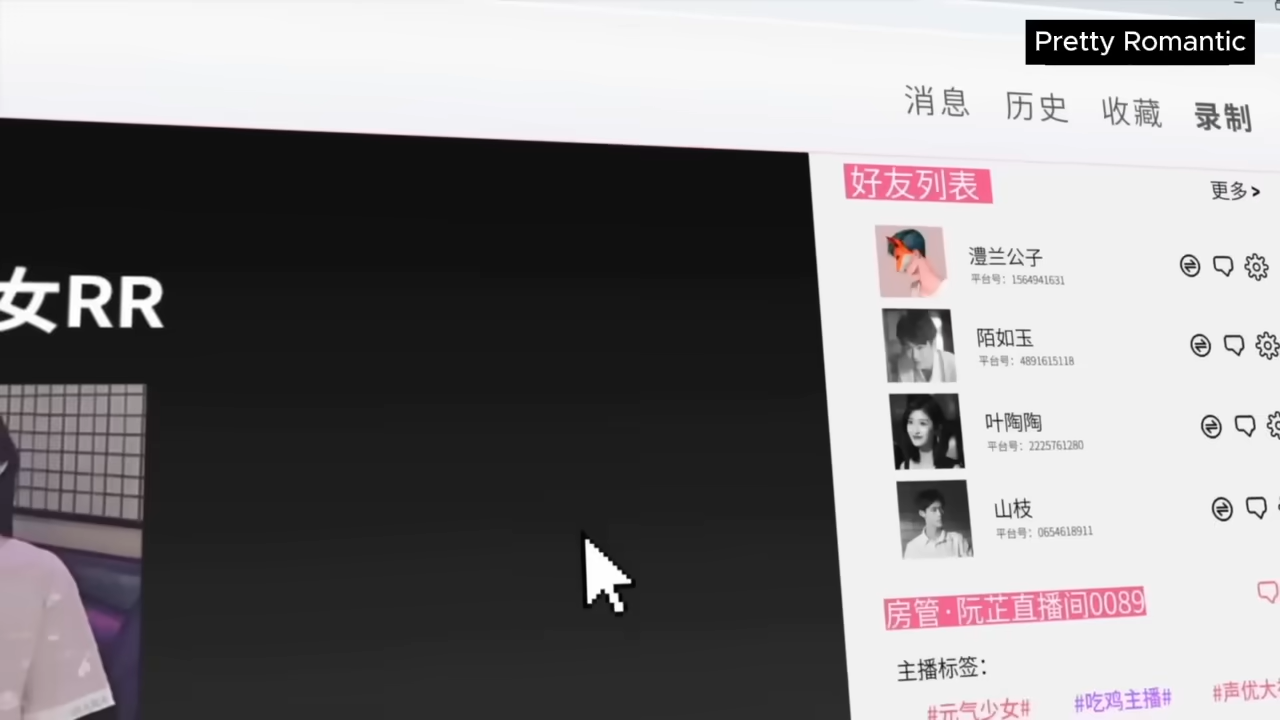 Pretty Romantic
消息 历史 收藏 录制
好友列表 更多>
澧兰公子
平台号：1564941631
女RR
陌如玉
平台号：4891615118
叶陶陶
平台号：2225761280
山枝
平台号：0654618911
房管·阮芷直播间0089
主播标签：
#元气少女# #吃鸡主播# #声优大